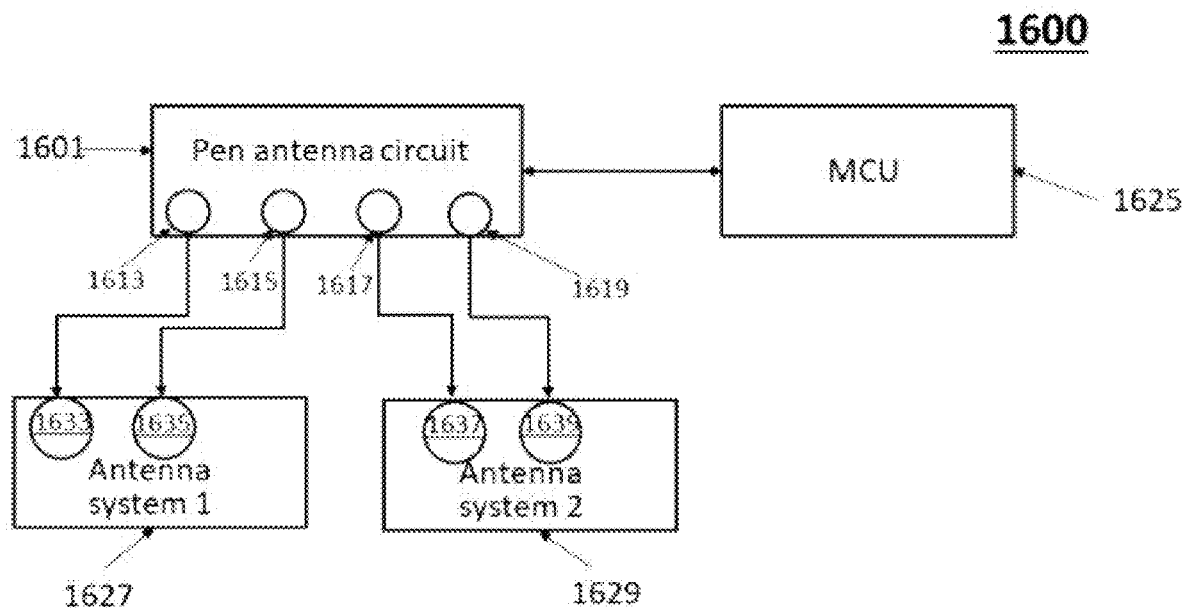 1600
1601
Pen antenna circuit
MCU
1625
1613
1615
1617
1619
1633
1635
1637
1639
Antenna
system 1
Antenna
system 2
1627
1629